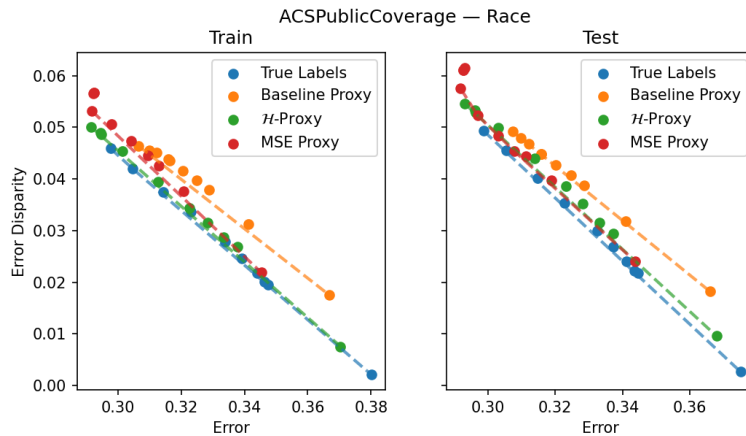 ACSPublicCoverage — Race
Train
Test
0.06
0.05
0.04
0.03
0.02
0.01
0.00
Error Disparity
True Labels
Baseline Proxy
ℋ-Proxy
MSE Proxy
True Labels
Baseline Proxy
ℋ-Proxy
MSE Proxy
0.30
0.32
0.34
0.36
0.38
0.30
0.32
0.34
0.36
Error
Error